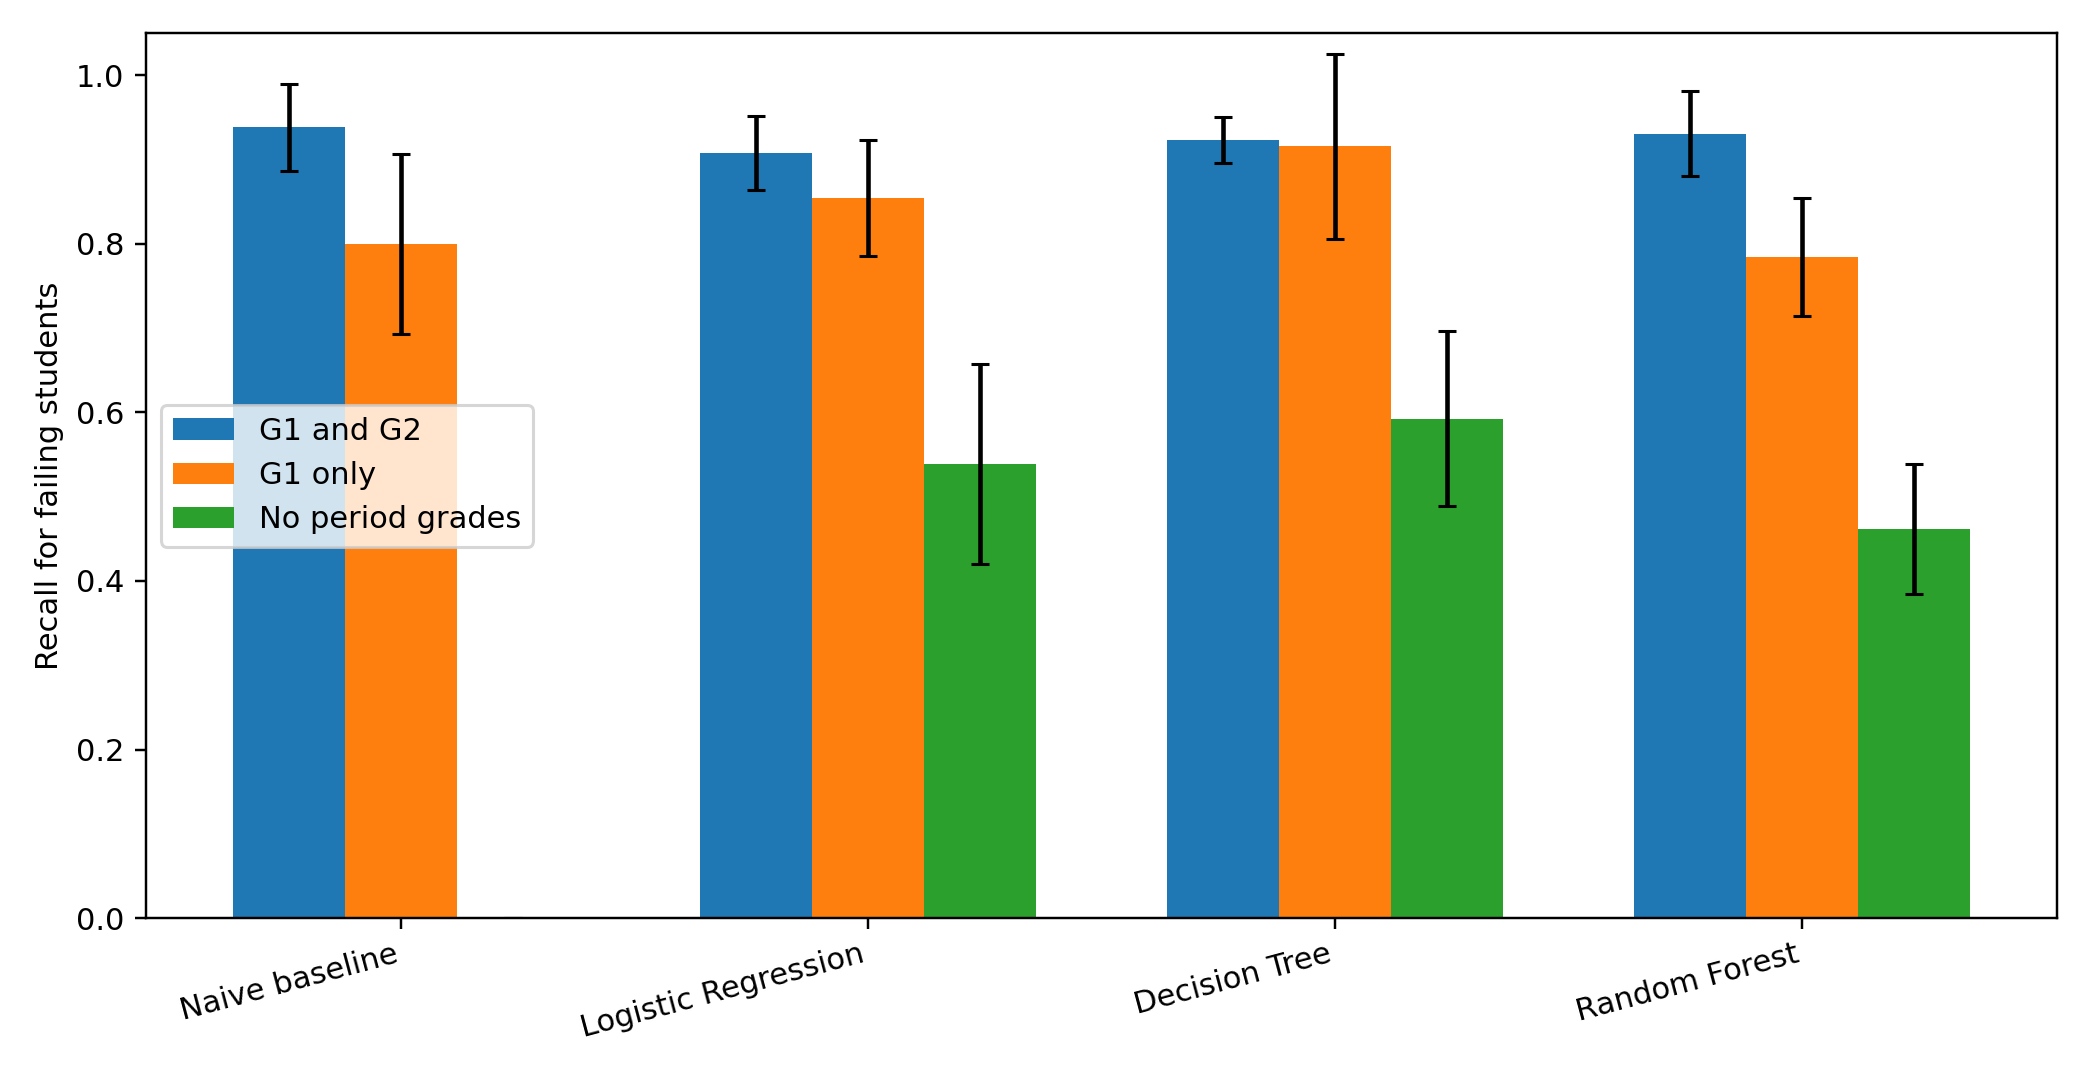 Recall for failing students
1.0
0.8
0.6
0.4
0.2
0.0
G1 and G2
G1 only
No period grades
Naive baseline
Logistic Regression
Decision Tree
Random Forest